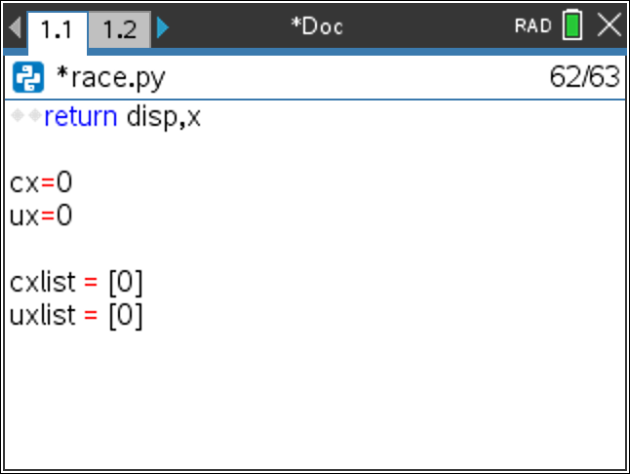 1.1 1.2 *Doc RAD
*race.py 62/63
return disp,x
cx=0
ux=0
cxlist = [0]
uxlist = [0]